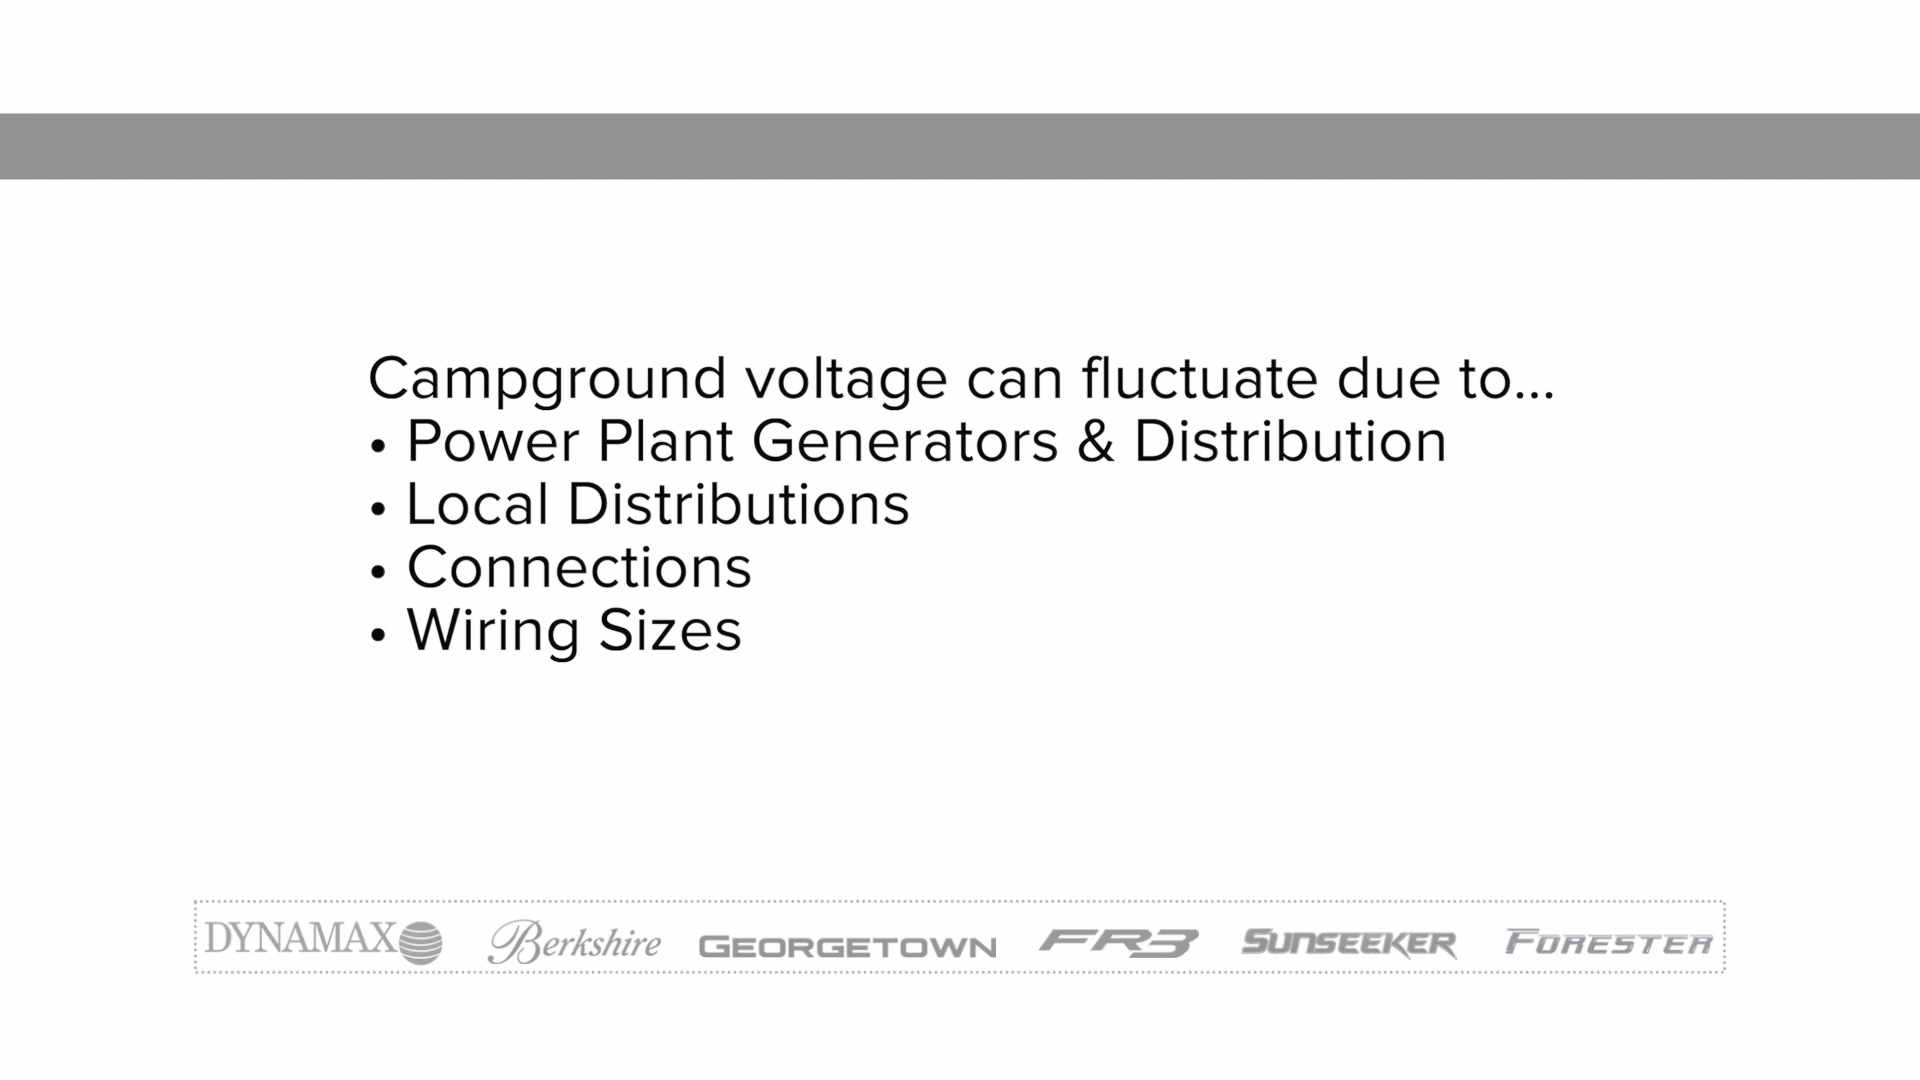 Campground voltage can fluctuate due to...
• Power Plant Generators & Distribution
• Local Distributions
• Connections
• Wiring Sizes
DYNAMAX Berkshire GEORGETOWN FR3 SUNSEEKER FORESTER